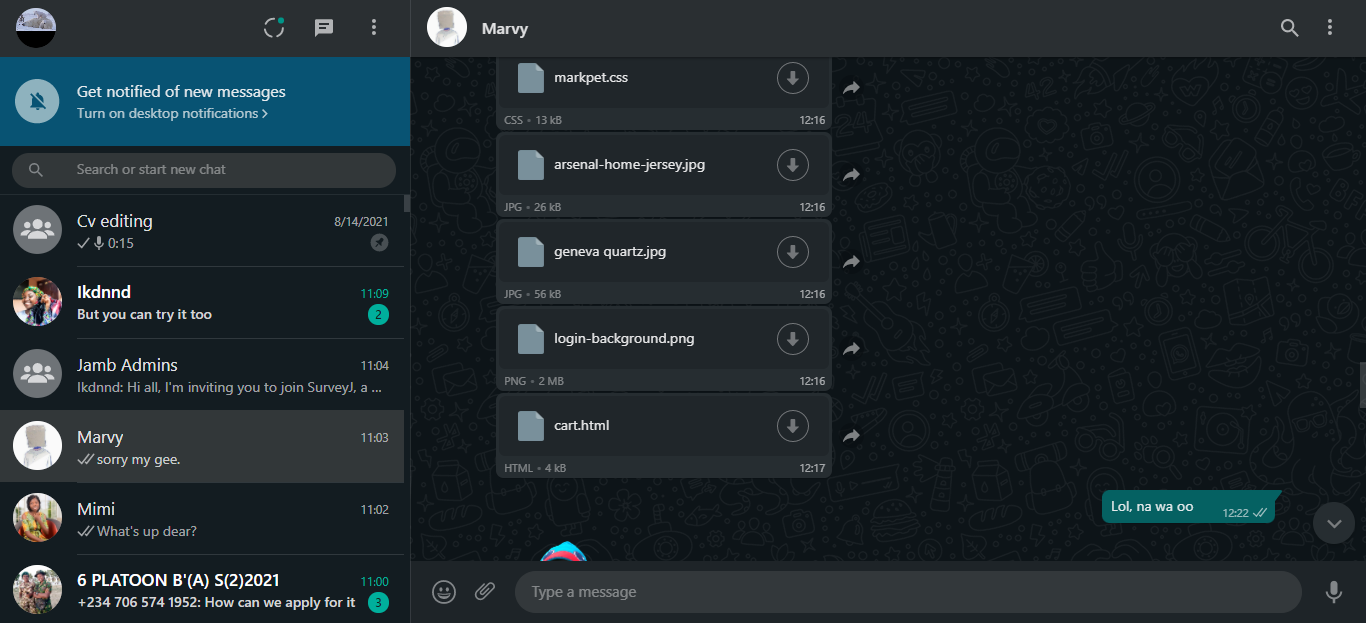 Get notified of new messages
Turn on desktop notifications >
Search or start new chat
Cv editing 8/14/2021
0:15
Ikdnnd 11:09
But you can try it too 2
Jamb Admins 11:04
Ikdnnd: Hi all, I'm inviting you to join SurveyJ, a ...
Marvy 11:03
sorry my gee.
Mimi 11:02
What's up dear?
6 PLATOON B'(A) S(2)2021 11:00
+234 706 574 1952: How can we apply for it 3
Marvy
markpet.css
CSS • 13 kB 12:16
arsenal-home-jersey.jpg
JPG • 26 kB 12:16
geneva quartz.jpg
JPG • 56 kB 12:16
login-background.png
PNG • 2 MB 12:16
cart.html
HTML • 4 kB 12:17
Lol, na wa oo 12:22
Type a message